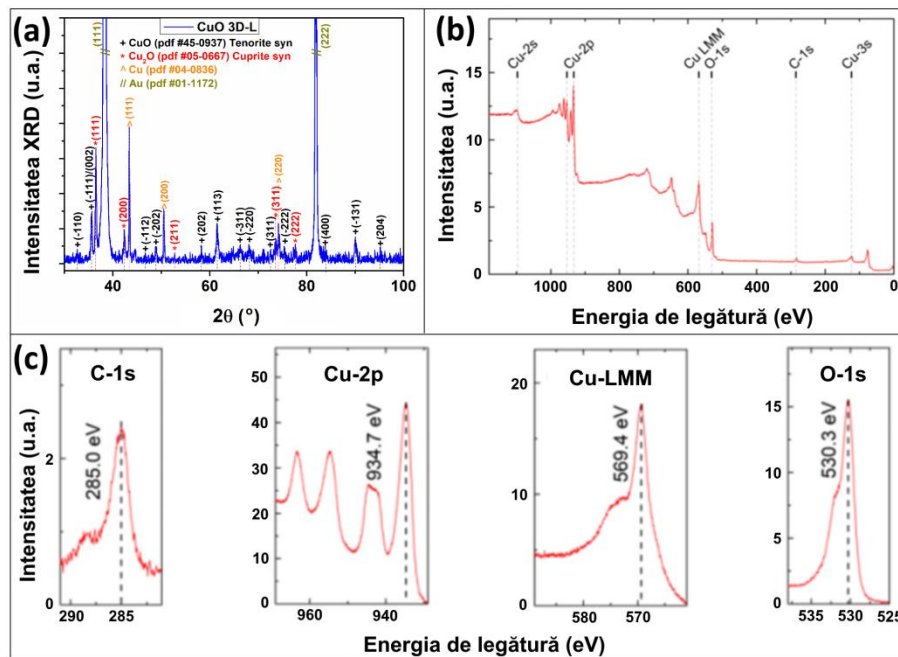 (a)
CuO 3D-L
+ CuO (pdf #45-0937) Tenorite syn
* Cu₂O (pdf #05-0667) Cuprite syn
^ Cu (pdf #04-0836)
// Au (pdf #01-1172)
Intensitatea XRD (u.a.)
+ (-110)
+ (-111)/(002)
* (111)
// (111)
* (200)
> (111)
+ (-112)
+ (-202)
> (200)
* (211)
+ (202)
+ (113)
+ (-311)
+ (-220)
+ (311)
* (311)
> (220)
+ (-222)
* (222)
// (222)
+ (400)
+ (-131)
+ (204)
40 60 80 100
2θ (°)
(b)
Cu-2s
Cu-2p
Cu LMM
O-1s
C-1s
Cu-3s
Intensitatea (u.a.)
15
10
5
0
1000 800 600 400 200 0
Energia de legătură (eV)
(c)
Intensitatea (u.a.)
C-1s
285.0 eV
2
0
290 285
Cu-2p
934.7 eV
50
40
30
20
10
0
960 940
Cu-LMM
569.4 eV
20
10
0
580 570
O-1s
530.3 eV
15
10
5
0
535 530 525
Energia de legătură (eV)